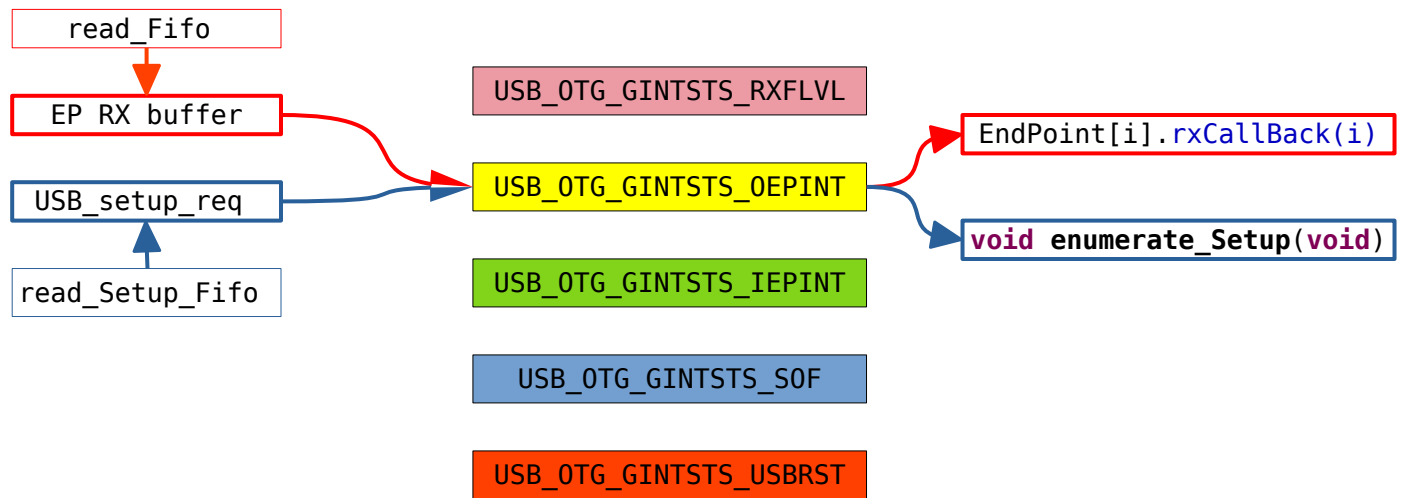 read_Fifo
EP RX buffer
USB_setup_req
read_Setup_Fifo
USB_OTG_GINTSTS_RXFLVL
USB_OTG_GINTSTS_OEPINT
USB_OTG_GINTSTS_IEPINT
USB_OTG_GINTSTS_SOF
USB_OTG_GINTSTS_USBRST
EndPoint[i].rxCallBack(i)
void enumerate_Setup(void)